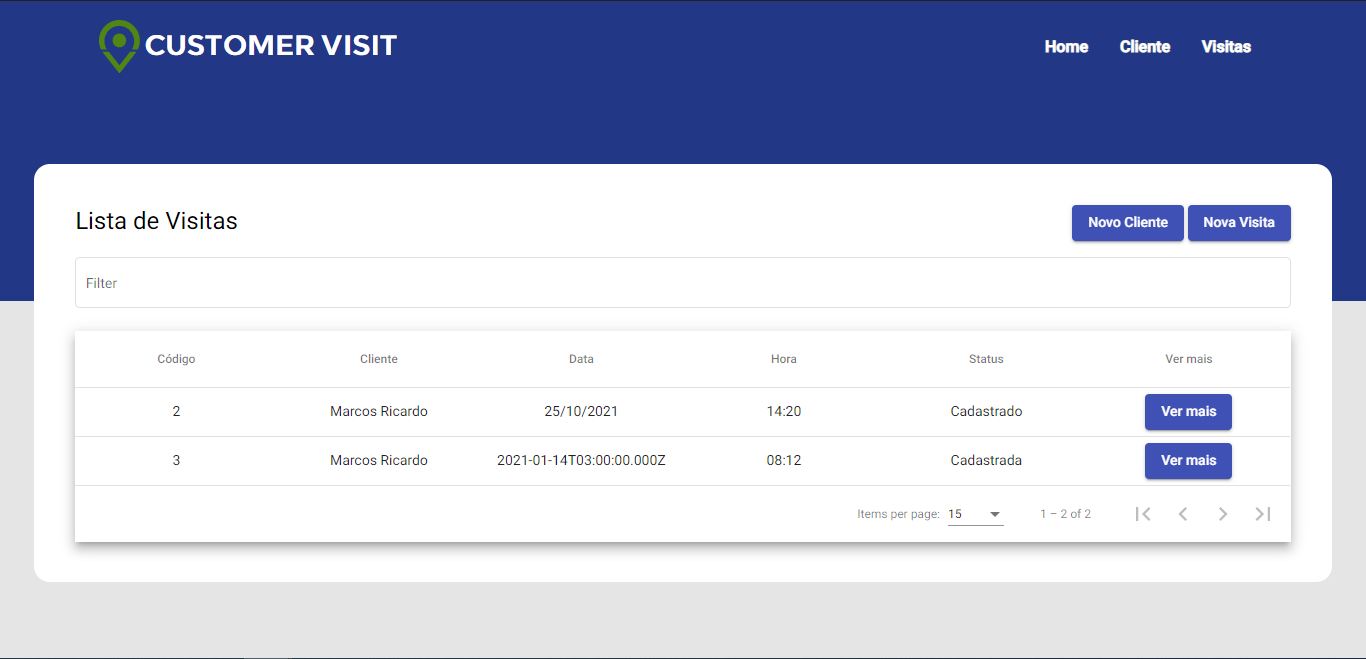 CUSTOMER VISIT Home Cliente Visitas
Lista de Visitas Novo Cliente Nova Visita
Filter
Código Cliente Data Hora Status Ver mais
2 Marcos Ricardo 25/10/2021 14:20 Cadastrado Ver mais
3 Marcos Ricardo 2021-01-14T03:00:00.000Z 08:12 Cadastrada Ver mais
Items per page: 15 1 – 2 of 2